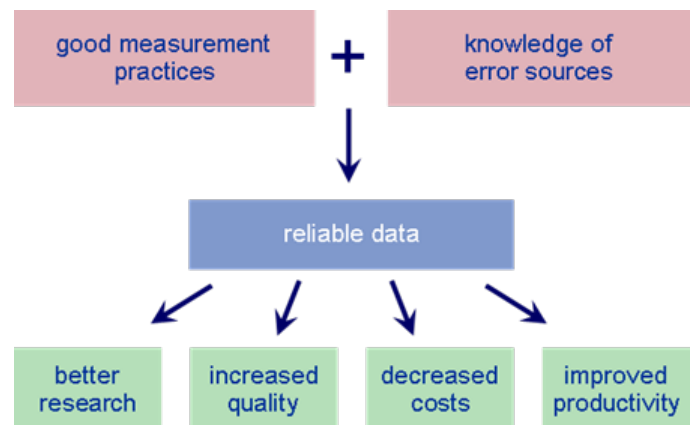 good measurement
practices
+
knowledge of
error sources
reliable data
better
research
increased
quality
decreased
costs
improved
productivity